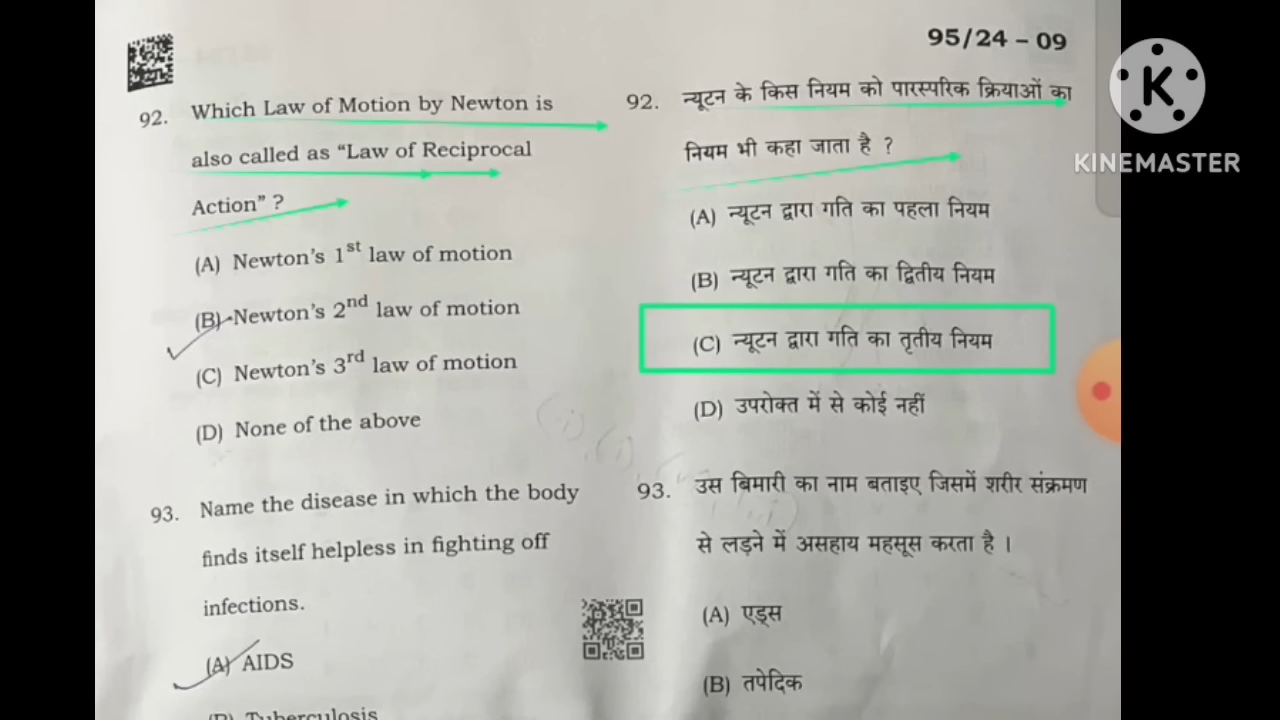 95/24 – 09
92. Which Law of Motion by Newton is
also called as “Law of Reciprocal
Action” ?
(A) Newton’s 1st law of motion
(B) Newton’s 2nd law of motion
(C) Newton’s 3rd law of motion
(D) None of the above
93. Name the disease in which the body
finds itself helpless in fighting off
infections.
(A) AIDS
(B) Tuberculosis
92. न्यूटन के किस नियम को पारस्परिक क्रियाओं का
नियम भी कहा जाता है ?
(A) न्यूटन द्वारा गति का पहला नियम
(B) न्यूटन द्वारा गति का द्वितीय नियम
(C) न्यूटन द्वारा गति का तृतीय नियम
(D) उपरोक्त में से कोई नहीं
93. उस बिमारी का नाम बताइए जिसमें शरीर संक्रमण
से लड़ने में असहाय महसूस करता है ।
(A) एड्स
(B) तपेदिक
K
KINEMASTER